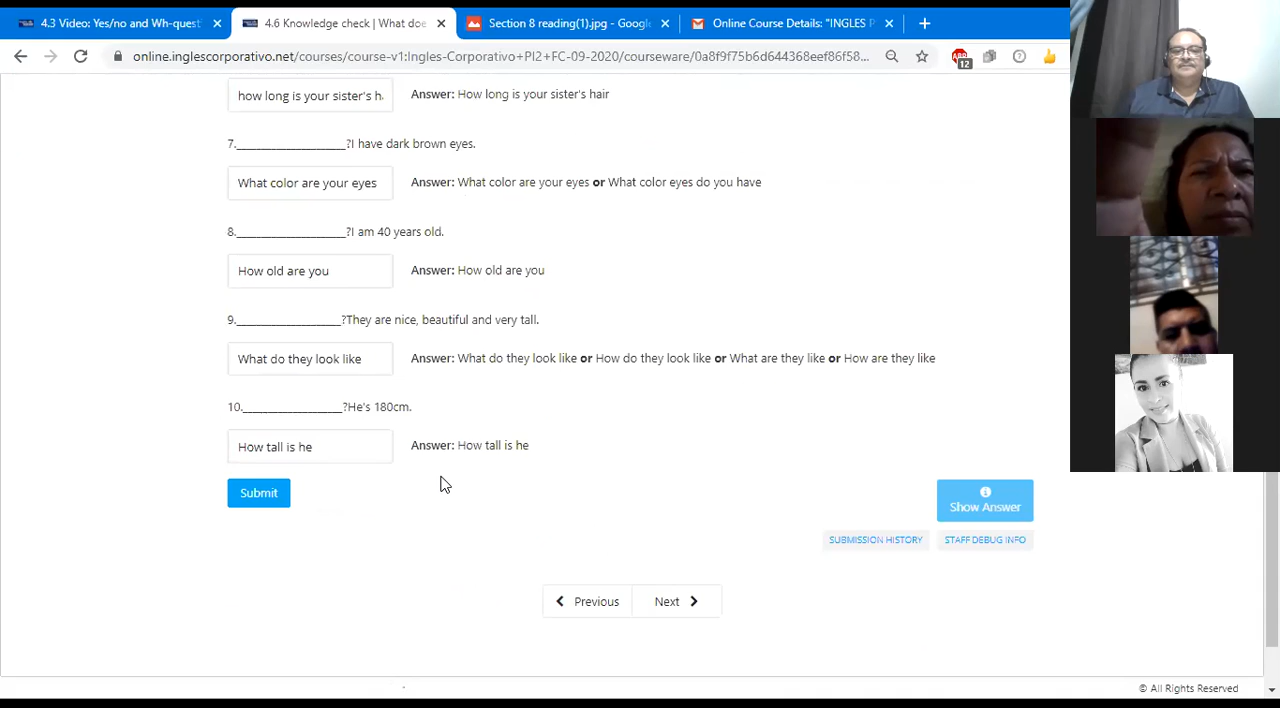 4.3 Video: Yes/no and Wh-quest
4.6 Knowledge check | What doe
Section 8 reading(1).jpg - Googl
Online Course Details: "INGLES P
online.inglescorporativo.net/courses/course-v1:Ingles-Corporativo+PI2+FC-09-2020/courseware/0a8f9f75b6d644368eef86f58...
12
how long is your sister's h
Answer: How long is your sister's hair
7.____________________?I have dark brown eyes.
What color are your eyes
Answer: What color are your eyes or What color eyes do you have
8.____________________?I am 40 years old.
How old are you
Answer: How old are you
9.___________________?They are nice, beautiful and very tall.
What do they look like
Answer: What do they look like or How do they look like or What are they like or How are they like
10.__________________?He's 180cm.
How tall is he
Answer: How tall is he
Submit
Show Answer
SUBMISSION HISTORY
STAFF DEBUG INFO
Previous
Next
© All Rights Reserved